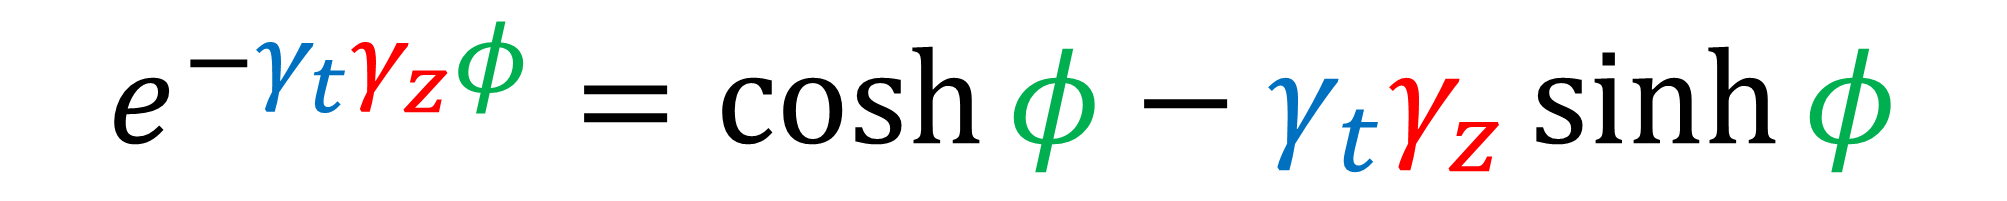 e^{−γ_tγ_zϕ} = cosh ϕ − γ_tγ_z sinh ϕ